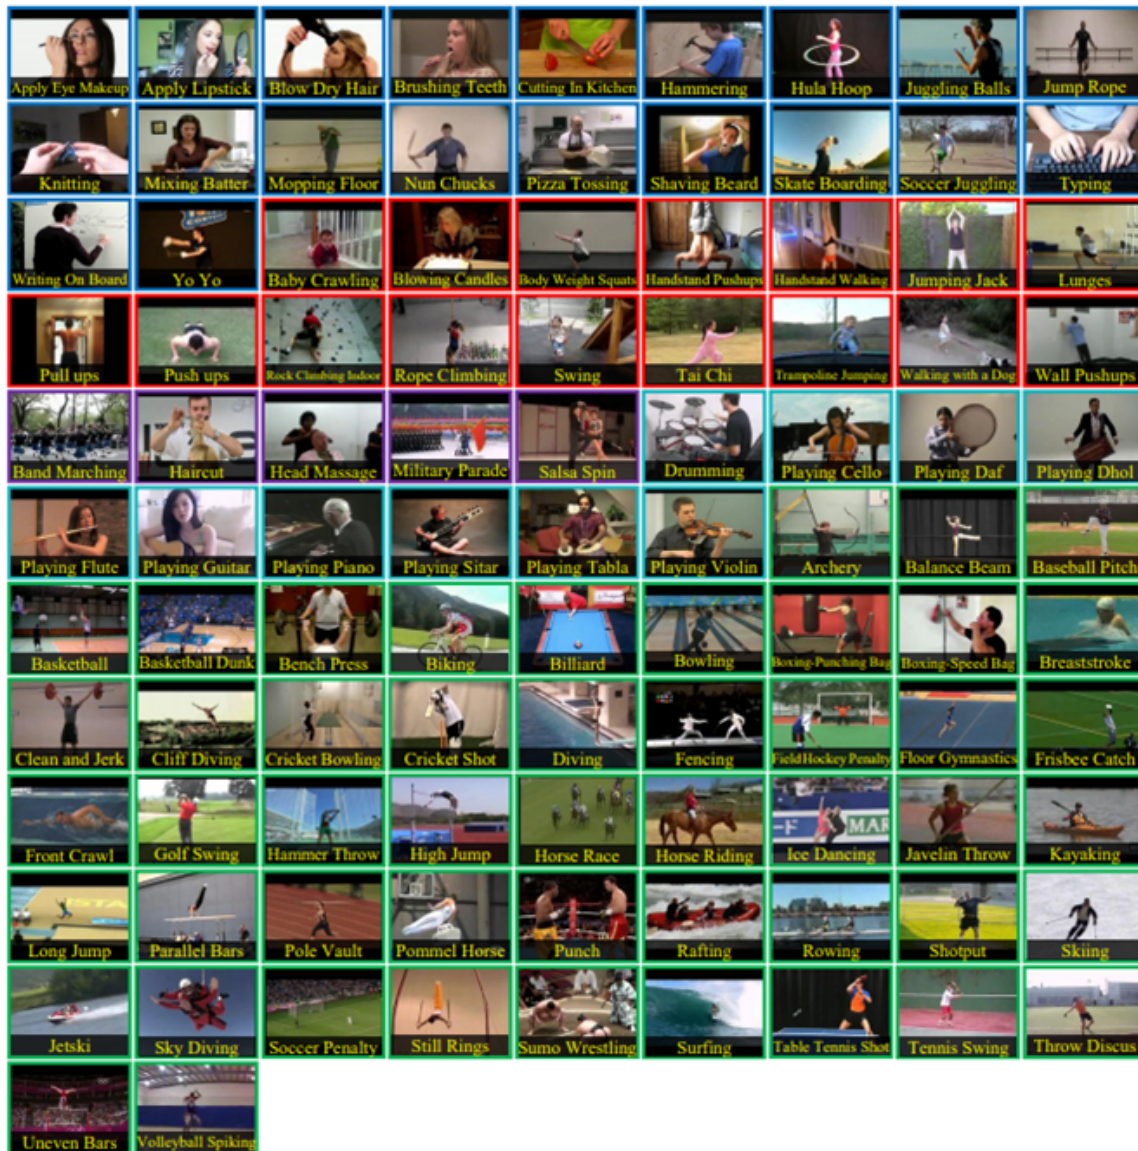 Apply Eye Makeup
Apply Lipstick
Blow Dry Hair
Brushing Teeth
Cutting In Kitchen
Hammering
Hula Hoop
Juggling Balls
Jump Rope
Knitting
Mixing Batter
Mopping Floor
Nun Chucks
Pizza Tossing
Shaving Beard
Skate Boarding
Soccer Juggling
Typing
Writing On Board
Yo Yo
Baby Crawling
Blowing Candles
Body Weight Squats
Handstand Pushups
Handstand Walking
Jumping Jack
Lunges
Pull ups
Push ups
Rock Climbing Indoor
Rope Climbing
Swing
Tai Chi
Trampoline Jumping
Walking with a Dog
Wall Pushups
Band Marching
Haircut
Head Massage
Military Parade
Salsa Spin
Drumming
Playing Cello
Playing Daf
Playing Dhol
Playing Flute
Playing Guitar
Playing Piano
Playing Sitar
Playing Tabla
Playing Violin
Archery
Balance Beam
Baseball Pitch
Basketball
Basketball Dunk
Bench Press
Biking
Billiard
Bowling
Boxing-Punching Bag
Boxing-Speed Bag
Breaststroke
Clean and Jerk
Cliff Diving
Cricket Bowling
Cricket Shot
Diving
Fencing
Field Hockey Penalty
Floor Gymnastics
Frisbee Catch
Front Crawl
Golf Swing
Hammer Throw
High Jump
Horse Race
Horse Riding
MAR
Ice Dancing
Javelin Throw
Kayaking
Long Jump
Parallel Bars
Pole Vault
Pommel Horse
Punch
Rafting
Rowing
Shotput
Skiing
Jetski
Sky Diving
Soccer Penalty
Still Rings
Sumo Wrestling
Surfing
Table Tennis Shot
Tennis Swing
Throw Discus
Uneven Bars
Volleyball Spiking